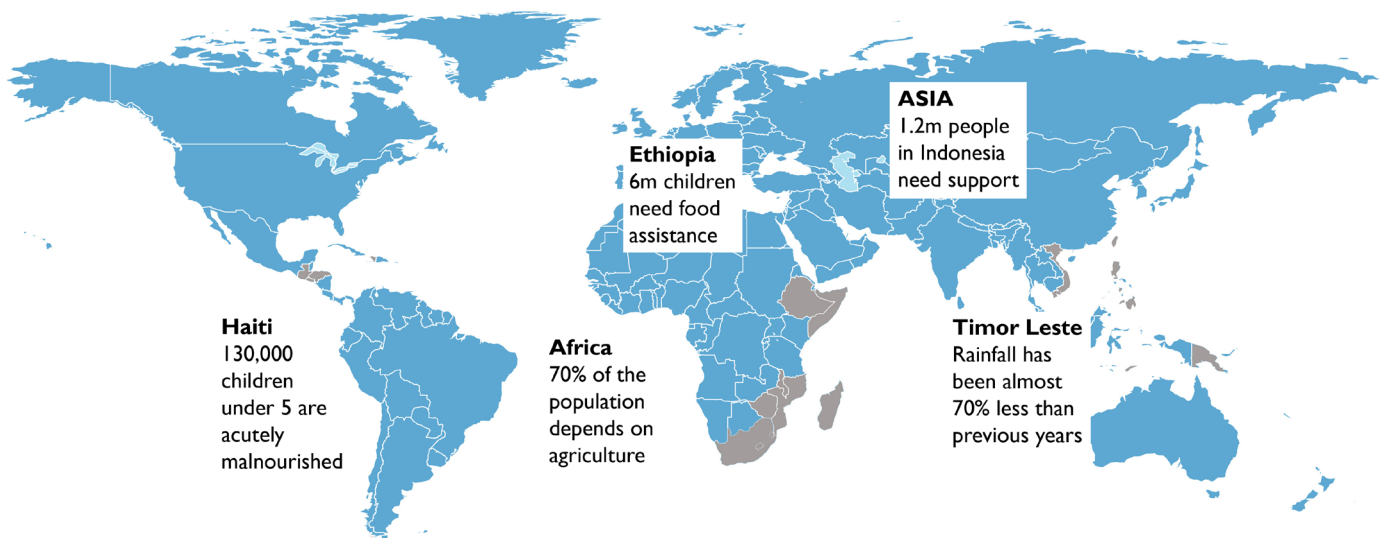 ASIA
1.2m people
in Indonesia
need support
Ethiopia
6m children
need food
assistance
Haiti
130,000
children
under 5 are
acutely
malnourished
Africa
70% of the
population
depends on
agriculture
Timor Leste
Rainfall has
been almost
70% less than
previous years